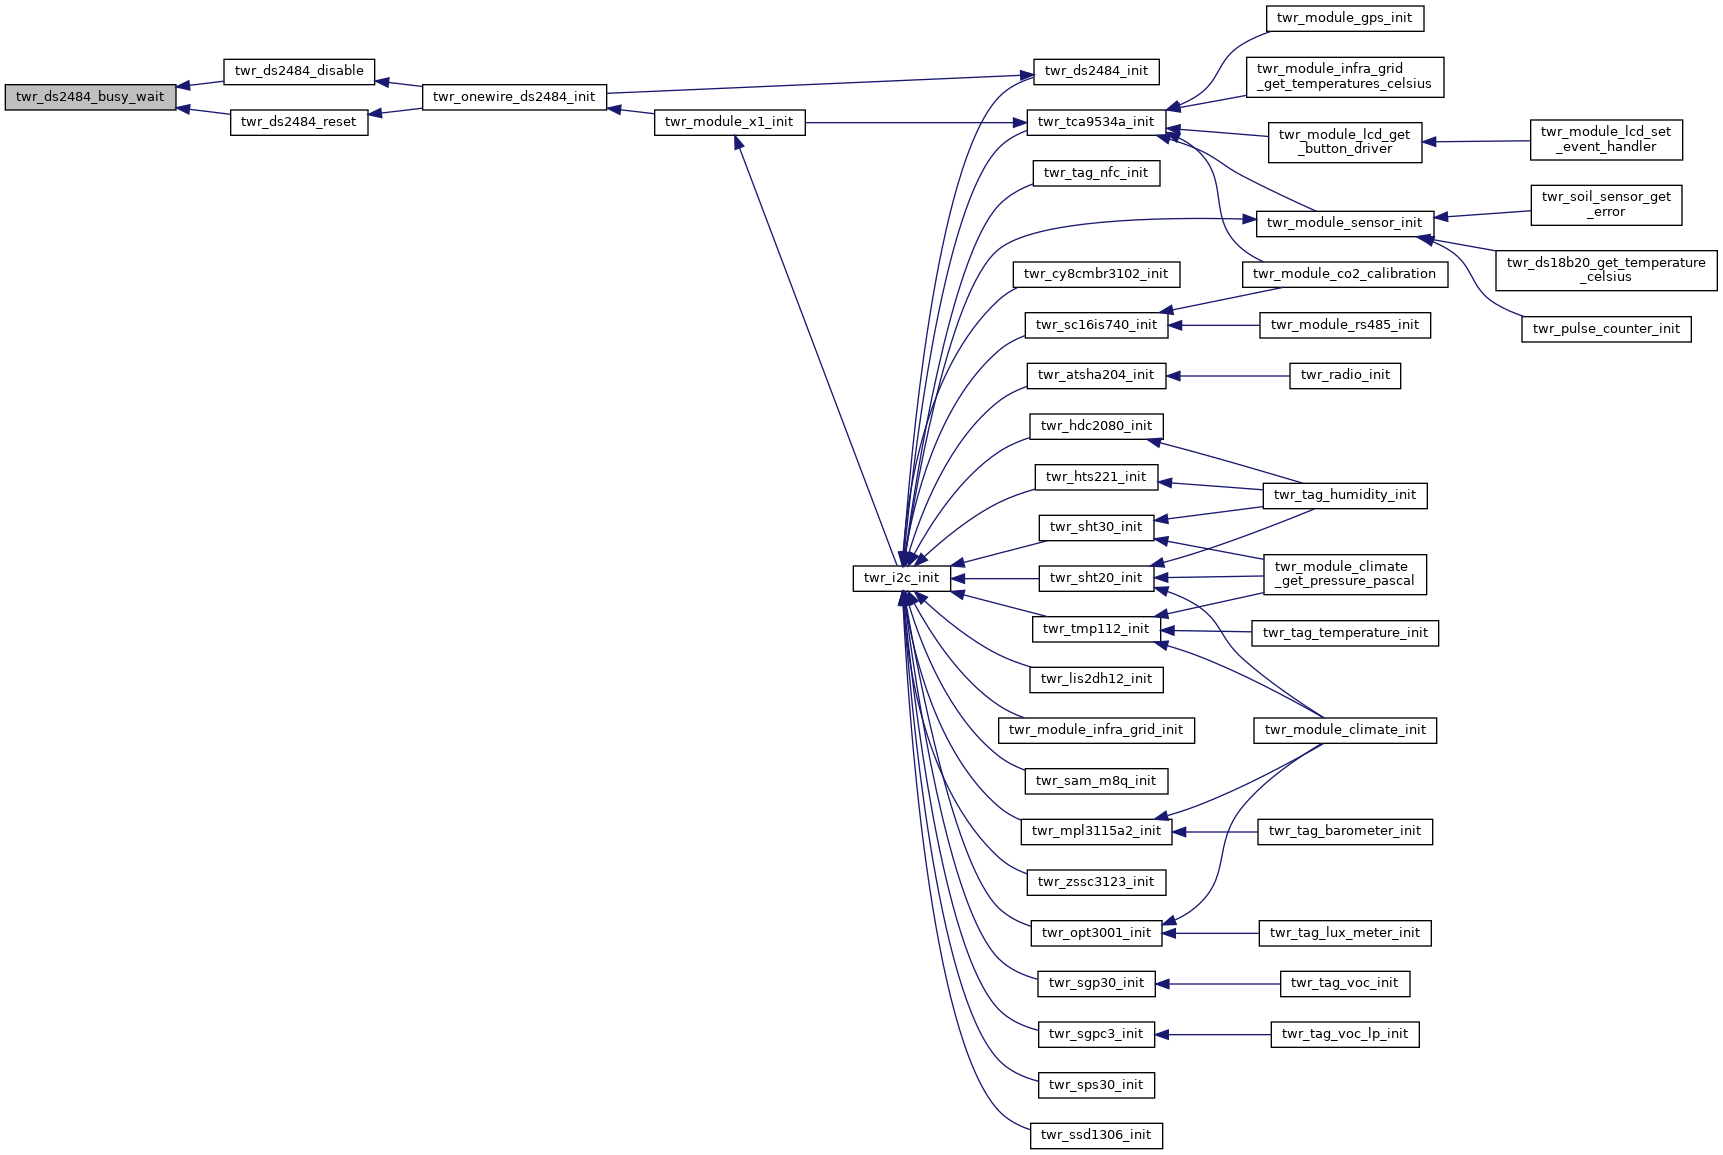 twr_ds2484_busy_wait
twr_ds2484_disable
twr_ds2484_reset
twr_onewire_ds2484_init
twr_module_x1_init
twr_i2c_init
twr_ds2484_init
twr_tca9534a_init
twr_tag_nfc_init
twr_cy8cmbr3102_init
twr_sc16is740_init
twr_atsha204_init
twr_hdc2080_init
twr_hts221_init
twr_sht30_init
twr_sht20_init
twr_tmp112_init
twr_lis2dh12_init
twr_module_infra_grid_init
twr_sam_m8q_init
twr_mpl3115a2_init
twr_zssc3123_init
twr_opt3001_init
twr_sgp30_init
twr_sgpc3_init
twr_sps30_init
twr_ssd1306_init
twr_module_gps_init
twr_module_infra_grid
_get_temperatures_celsius
twr_module_lcd_get
_button_driver
twr_module_sensor_init
twr_module_co2_calibration
twr_module_rs485_init
twr_radio_init
twr_tag_humidity_init
twr_module_climate
_get_pressure_pascal
twr_tag_temperature_init
twr_module_climate_init
twr_tag_barometer_init
twr_tag_lux_meter_init
twr_tag_voc_init
twr_tag_voc_lp_init
twr_module_lcd_set
_event_handler
twr_soil_sensor_get
_error
twr_ds18b20_get_temperature
_celsius
twr_pulse_counter_init